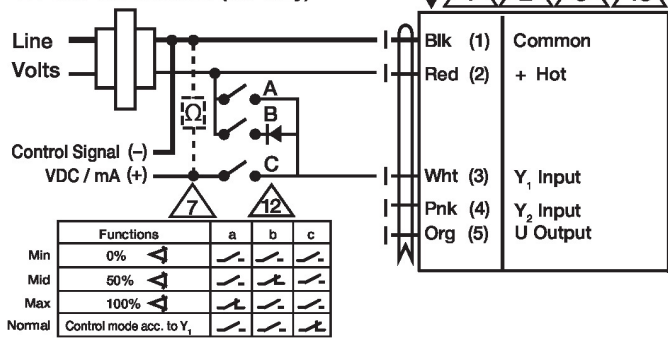 Line
Volts
Blk (1) Common
Red (2) + Hot
A
B
Ω
C
Control Signal (−)
VDC / mA (+)
Wht (3) Y1 Input
Pnk (4) Y2 Input
Org (5) U Output
7
12
Functions a b c
Min 0%
Mid 50%
Max 100%
Normal Control mode acc. to Y1